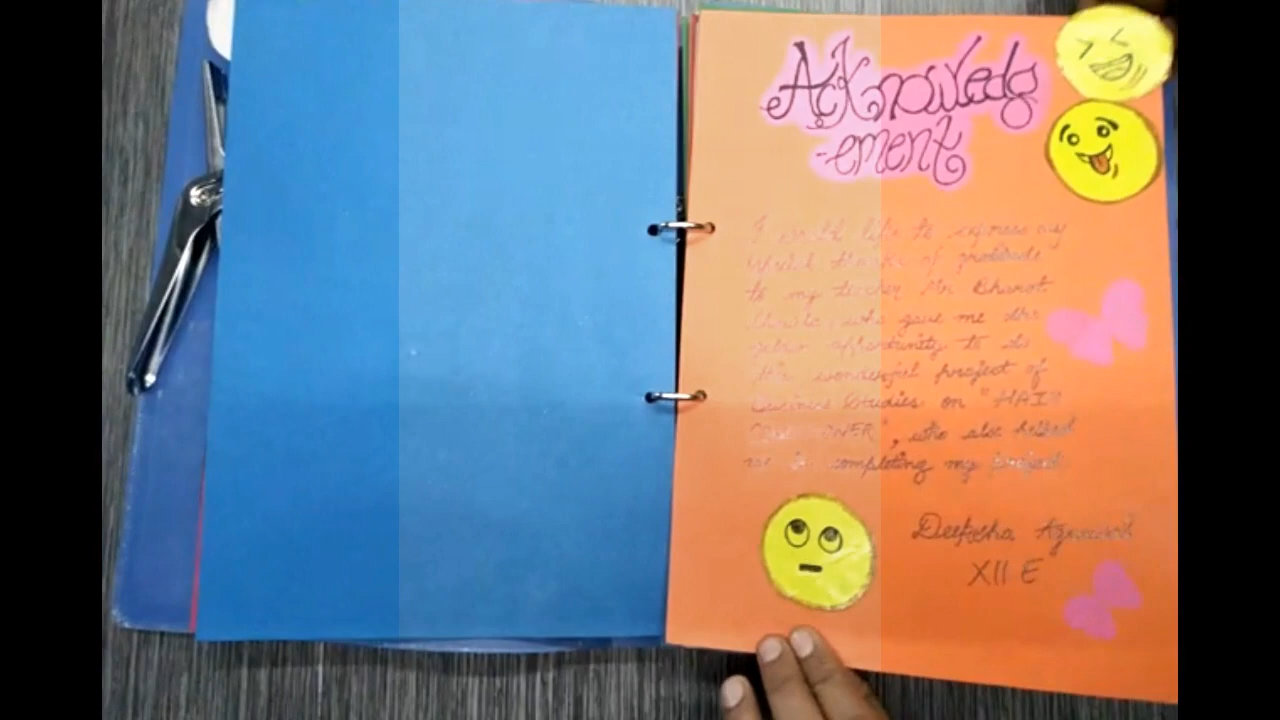 Acknowledg
-ement
I would like to express my
special thanks of gratitude
to my teacher Mr. Bharat
, who gave me the
golden opportunity to do
this wonderful project of
Business Studies on "HAIR
", who also helped
me in completing my project.
Deepsha Agrawal
XII E